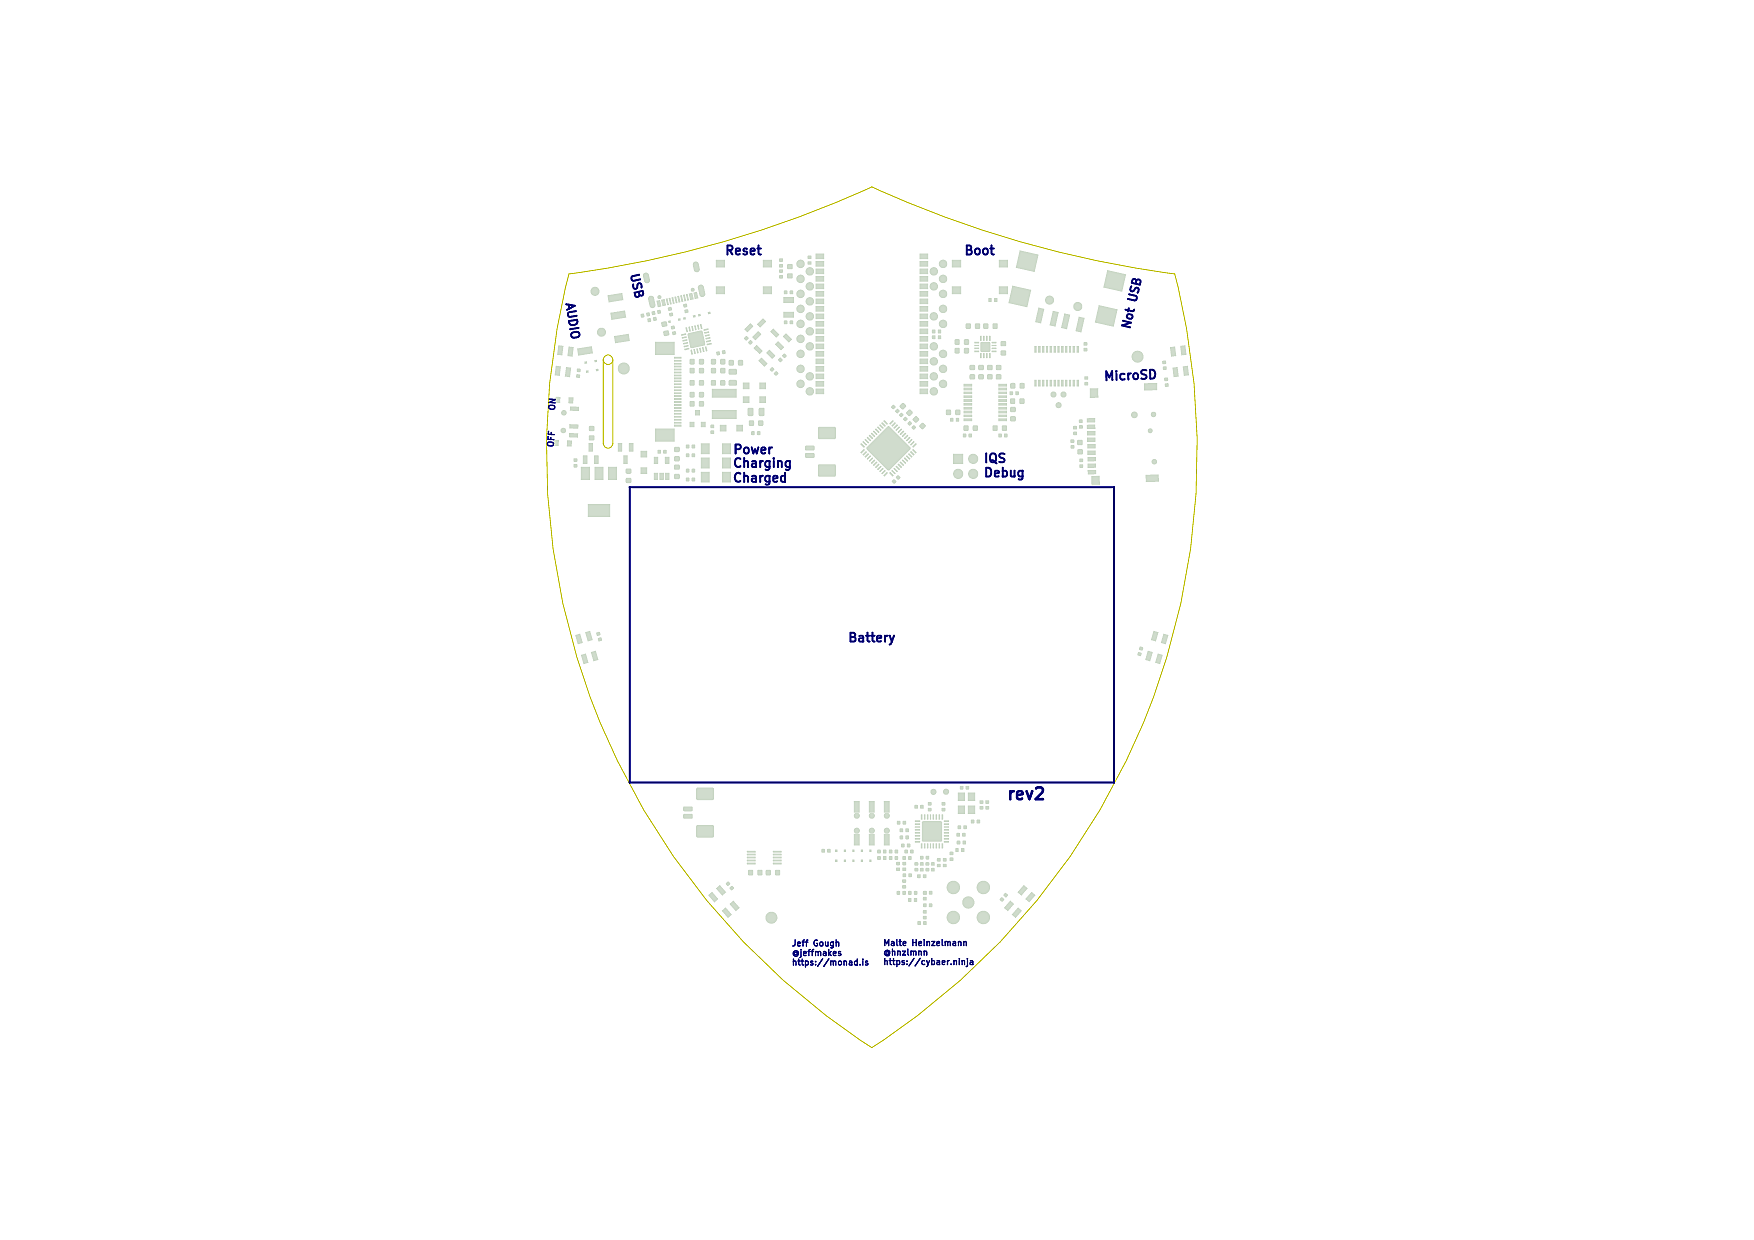 Reset
Boot
USB
Not USB
AUDIO
MicroSD
ON
OFF
Power
Charging
Charged
IQS
Debug
Battery
rev2
Jeff Gough
@jeffmakes
https://monad.is
Malte Heinzelmann
@hnzlmnn
https://cybaer.ninja